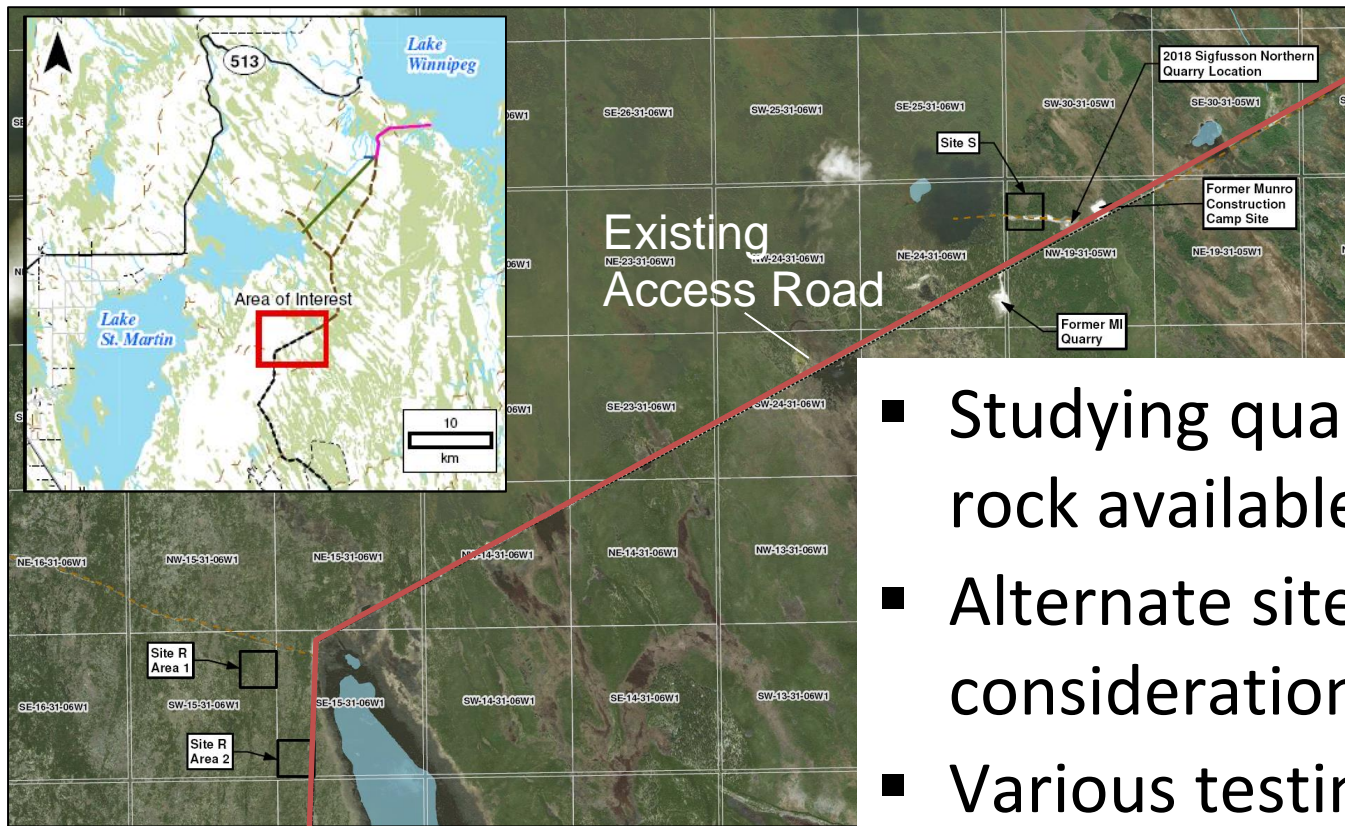 513
Lake
Winnipeg
Area of Interest
Lake
St. Martin
10
km
2018 Sigfusson Northern
Quarry Location
SE-26-31-06W1
SW-25-31-06W1
SE-25-31-06W1
SW-30-31-05W1
SE-30-31-05W1
Site S
Former Munro
Construction
Camp Site
Existing
Access Road
NE-23-31-06W1
NW-24-31-06W1
NE-24-31-06W1
NW-19-31-05W1
NE-19-31-05W1
Former MI
Quarry
SE-23-31-06W1
SW-24-31-06W1
▪ Studying qua
rock available
▪ Alternate site
consideration
▪ Various testin
NE-16-31-06W1
NW-15-31-06W1
NE-15-31-06W1
NW-14-31-06W1
NE-14-31-06W1
NW-13-31-06W1
Site R
Area 1
SE-16-31-06W1
SW-15-31-06W1
SE-15-31-06W1
SW-14-31-06W1
SE-14-31-06W1
SW-13-31-06W1
Site R
Area 2